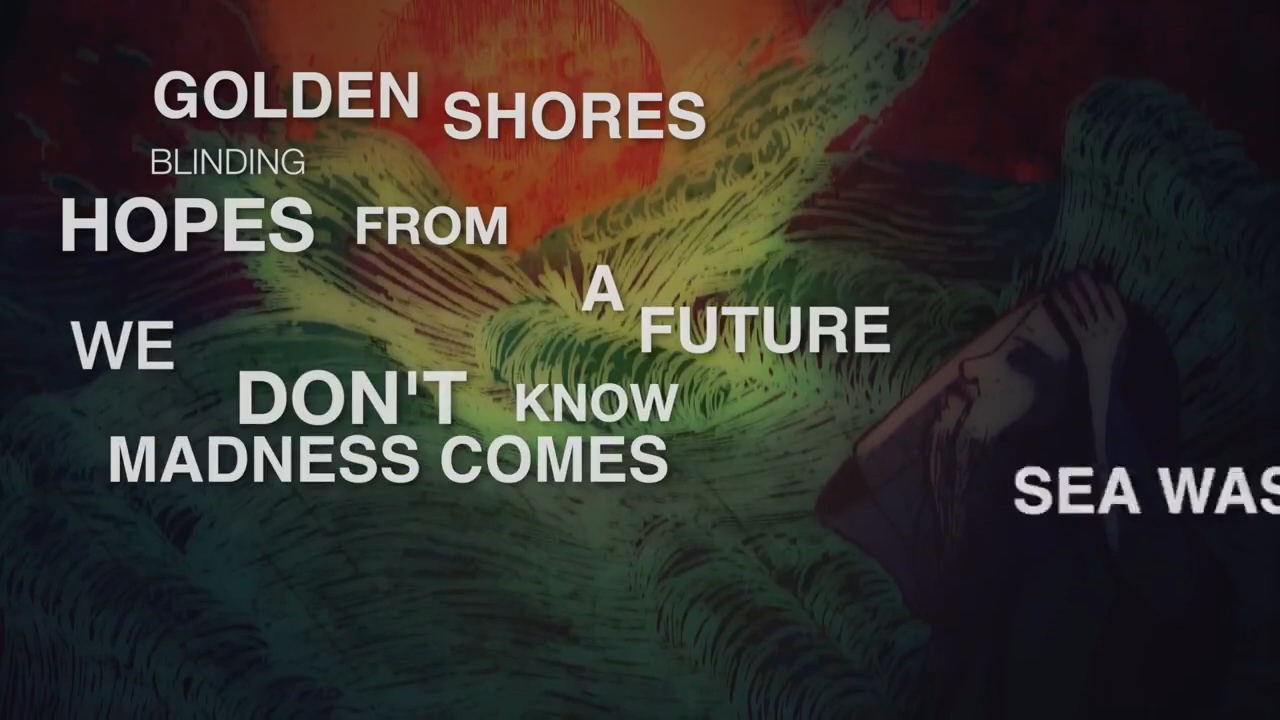 GOLDEN SHORES
BLINDING
HOPES FROM
A
FUTURE
WE
DON'T KNOW
MADNESS COMES
SEA WAS